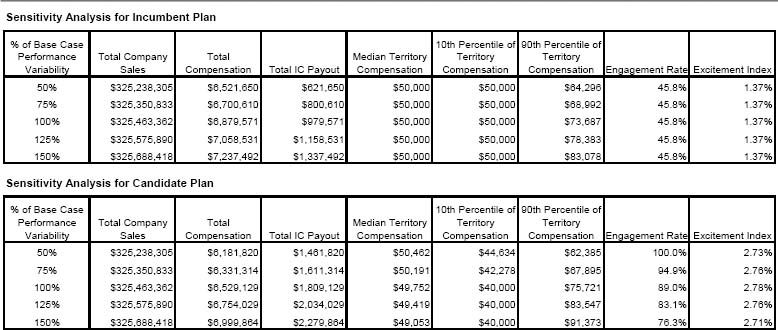 Sensitivity Analysis for Incumbent Plan
% of Base Case Performance Variability | Total Company Sales | Total Compensation | Total IC Payout | Median Territory Compensation | 10th Percentile of Territory Compensation | 90th Percentile of Territory Compensation | Engagement Rate | Excitement Index
50% $325,238,305 $6,521,650 $621,650 $50,000 $50,000 $64,296 45.8% 1.37%
75% $325,350,833 $6,700,610 $800,610 $50,000 $50,000 $68,992 45.8% 1.37%
100% $325,463,362 $6,879,571 $979,571 $50,000 $50,000 $73,687 45.8% 1.37%
125% $325,575,890 $7,058,531 $1,158,531 $50,000 $50,000 $78,383 45.8% 1.37%
150% $325,688,418 $7,237,492 $1,337,492 $50,000 $50,000 $83,078 45.8% 1.37%
Sensitivity Analysis for Candidate Plan
% of Base Case Performance Variability | Total Company Sales | Total Compensation | Total IC Payout | Median Territory Compensation | 10th Percentile of Territory Compensation | 90th Percentile of Territory Compensation | Engagement Rate | Excitement Index
50% $325,238,305 $6,181,820 $1,461,820 $50,462 $44,634 $62,385 100.0% 2.73%
75% $325,350,833 $6,331,314 $1,611,314 $50,191 $42,278 $67,895 94.9% 2.76%
100% $325,463,362 $6,529,129 $1,809,129 $49,752 $40,000 $75,721 89.0% 2.78%
125% $325,575,890 $6,754,029 $2,034,029 $49,419 $40,000 $83,547 83.1% 2.76%
150% $325,688,418 $6,999,864 $2,279,864 $49,053 $40,000 $91,373 76.3% 2.71%